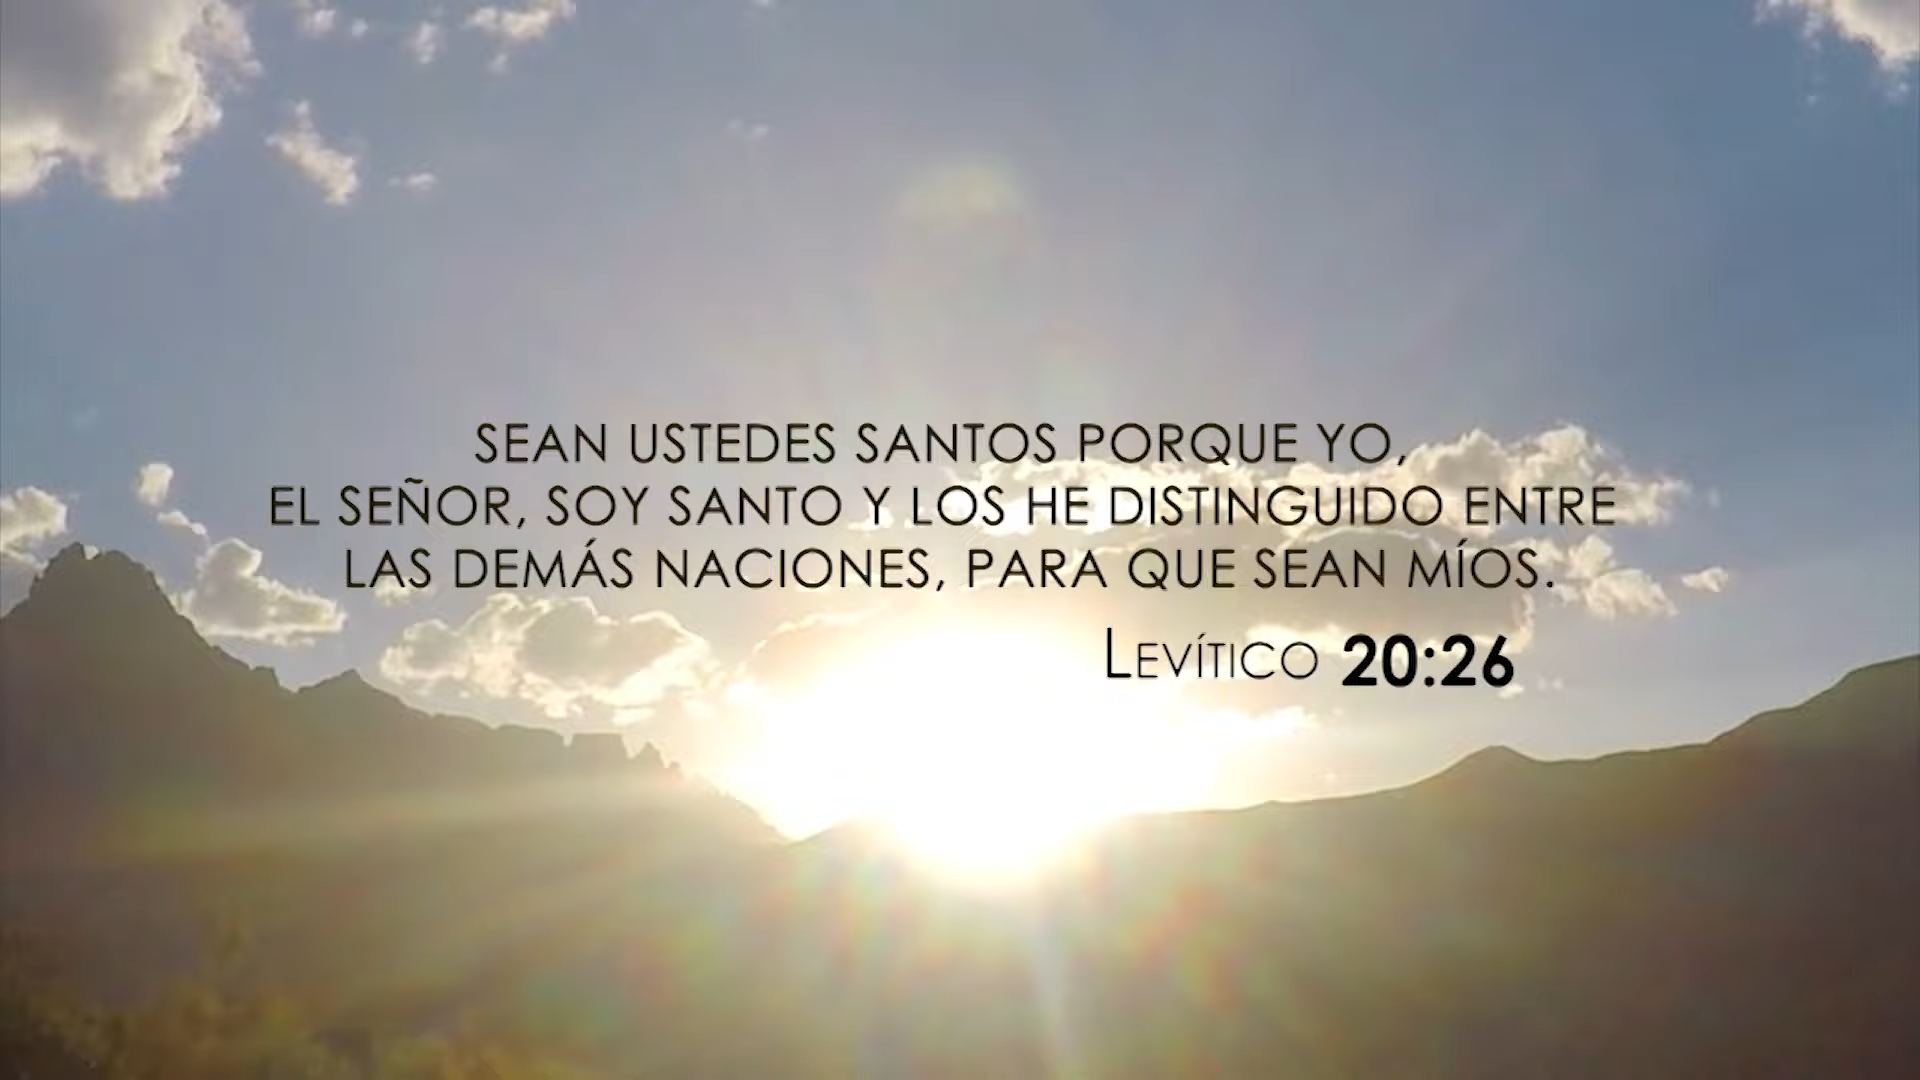 SEAN USTEDES SANTOS PORQUE YO,
EL SEÑOR, SOY SANTO Y LOS HE DISTINGUIDO ENTRE
LAS DEMÁS NACIONES, PARA QUE SEAN MÍOS.
LEVÍTICO 20:26